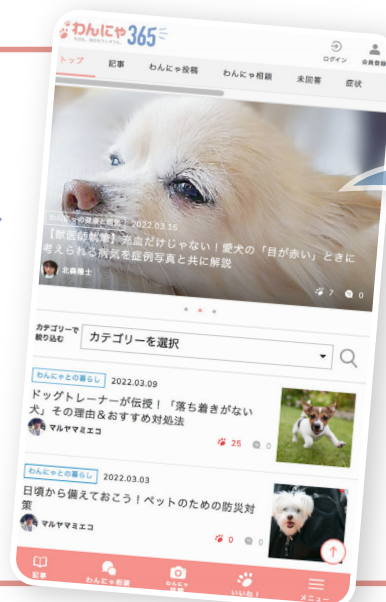 わんにゃ365
ログイン
会員登録
トップ
記事
わんにゃ投稿
わんにゃ相談
未回答
症状
わんにゃの健康と病気 2022.03.15
【獣医師執筆】充血だけじゃない！愛犬の「目が赤い」ときに
考えられる病気を症例写真と共に解説
北森隆士
7
0
カテゴリーで
絞り込む
カテゴリーを選択
わんにゃとの暮らし 2022.03.09
ドッグトレーナーが伝授！「落ち着きがない
犬」その理由＆おすすめ対処法
マルヤマミエコ
25
0
わんにゃとの暮らし 2022.03.03
日頃から備えておこう！ペットのための防災対
策
マルヤマミエコ
0
0
記事
わんにゃ相談
わんにゃ
いいね！
メニュー